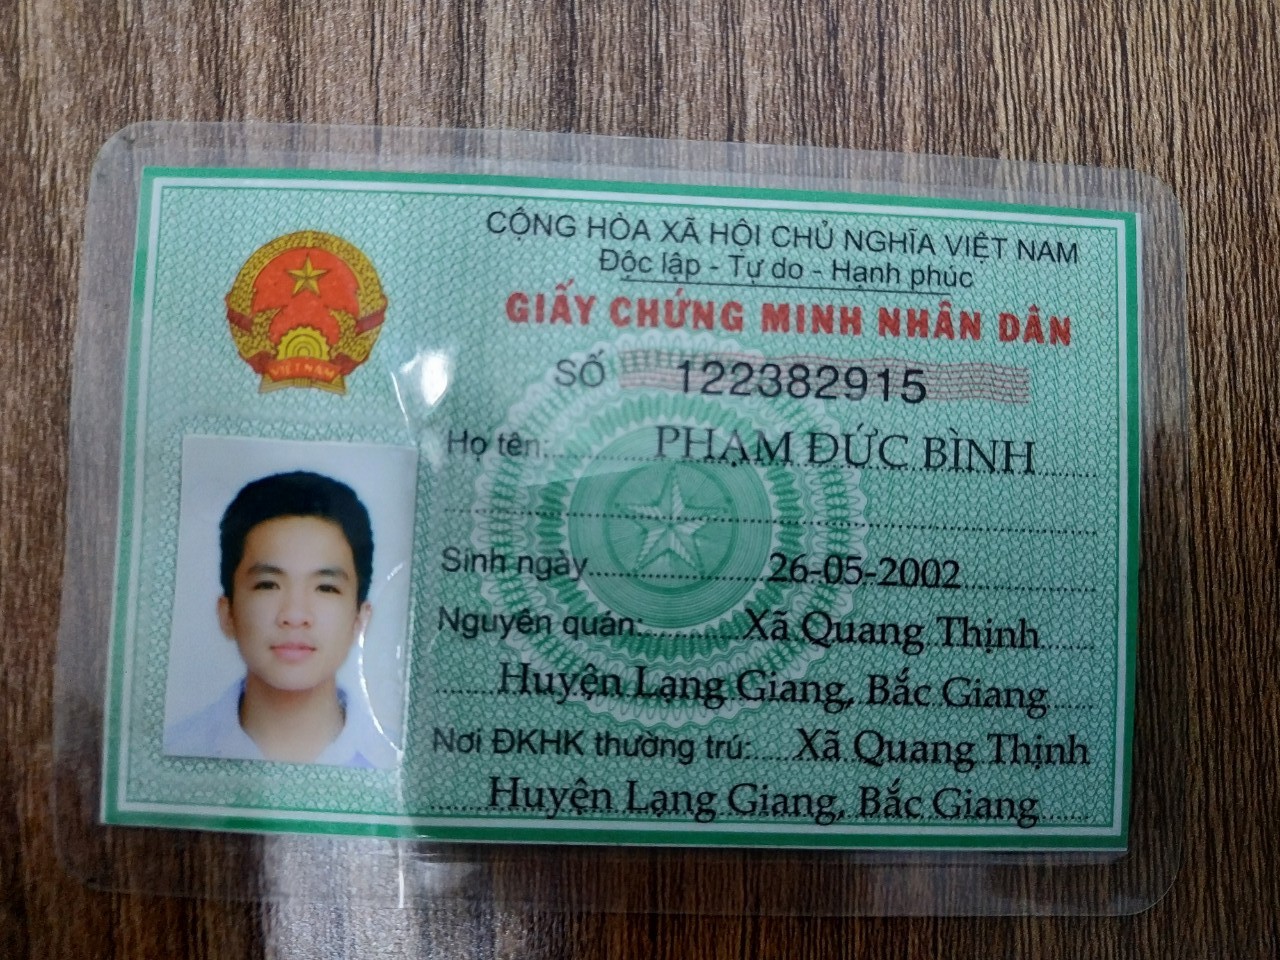 CỘNG HÒA XÃ HỘI CHỦ NGHĨA VIỆT NAM
Độc lập - Tự do - Hạnh phúc
GIẤY CHỨNG MINH NHÂN DÂN
SỐ 122382915
VIỆT NAM
Họ tên: PHẠM ĐỨC BÌNH
Sinh ngày 26-05-2002
Nguyên quán: Xã Quang Thịnh
Huyện Lạng Giang, Bắc Giang
Nơi ĐKHK thường trú: Xã Quang Thịnh
Huyện Lạng Giang, Bắc Giang